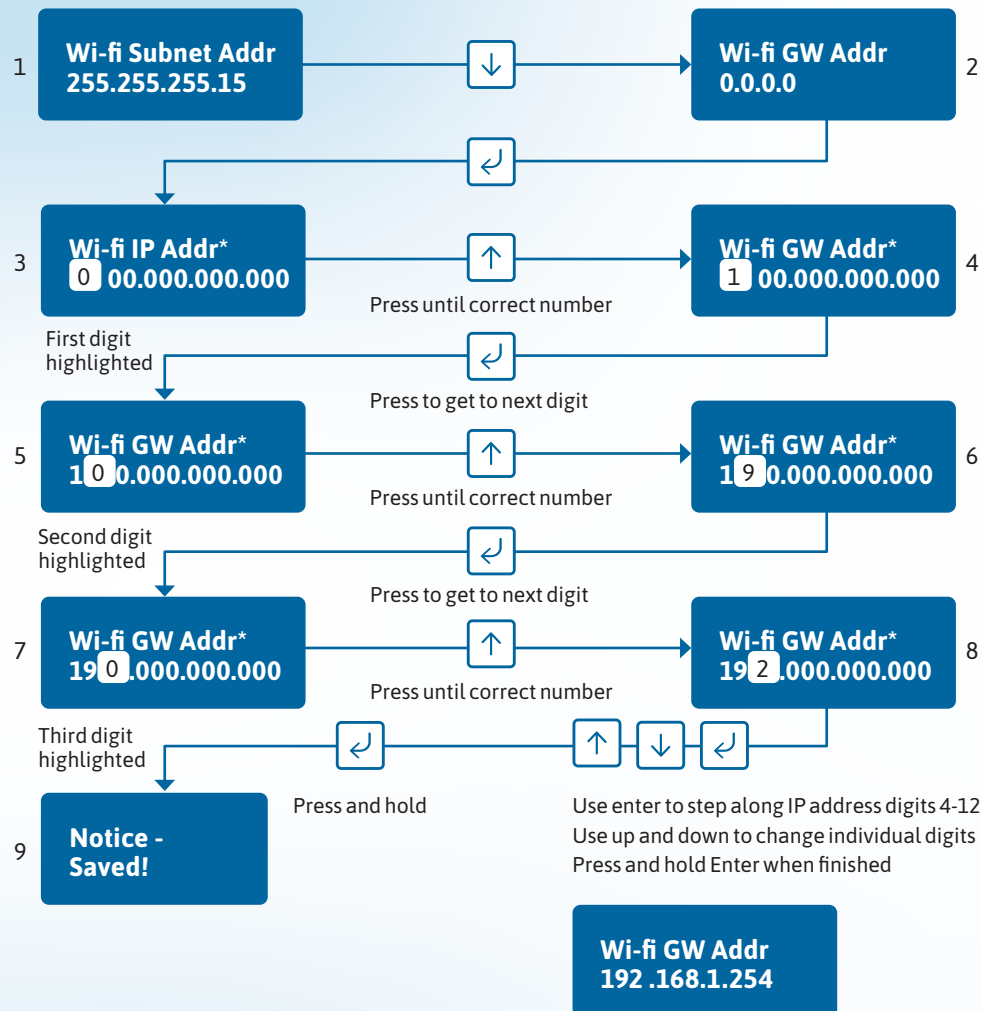 1
Wi-fi Subnet Addr
255.255.255.15
Wi-fi GW Addr
0.0.0.0
2
3
Wi-fi IP Addr*
0 00.000.000.000
Press until correct number
Wi-fi GW Addr*
1 00.000.000.000
4
First digit
highlighted
Press to get to next digit
5
Wi-fi GW Addr*
100.000.000.000
Press until correct number
Wi-fi GW Addr*
190.000.000.000
6
Second digit
highlighted
Press to get to next digit
7
Wi-fi GW Addr*
190.000.000.000
Press until correct number
Wi-fi GW Addr*
192.000.000.000
8
Third digit
highlighted
Press and hold
Use enter to step along IP address digits 4-12
Use up and down to change individual digits
Press and hold Enter when finished
9
Notice -
Saved!
Wi-fi GW Addr
192 .168.1.254